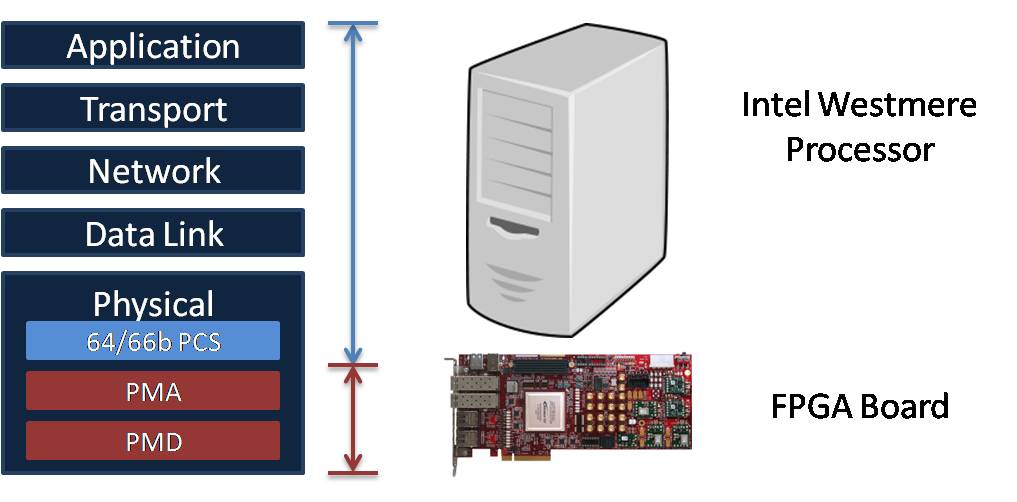 Application
Transport
Network
Data Link
Physical
64/66b PCS
PMA
PMD
Intel Westmere
Processor
FPGA Board